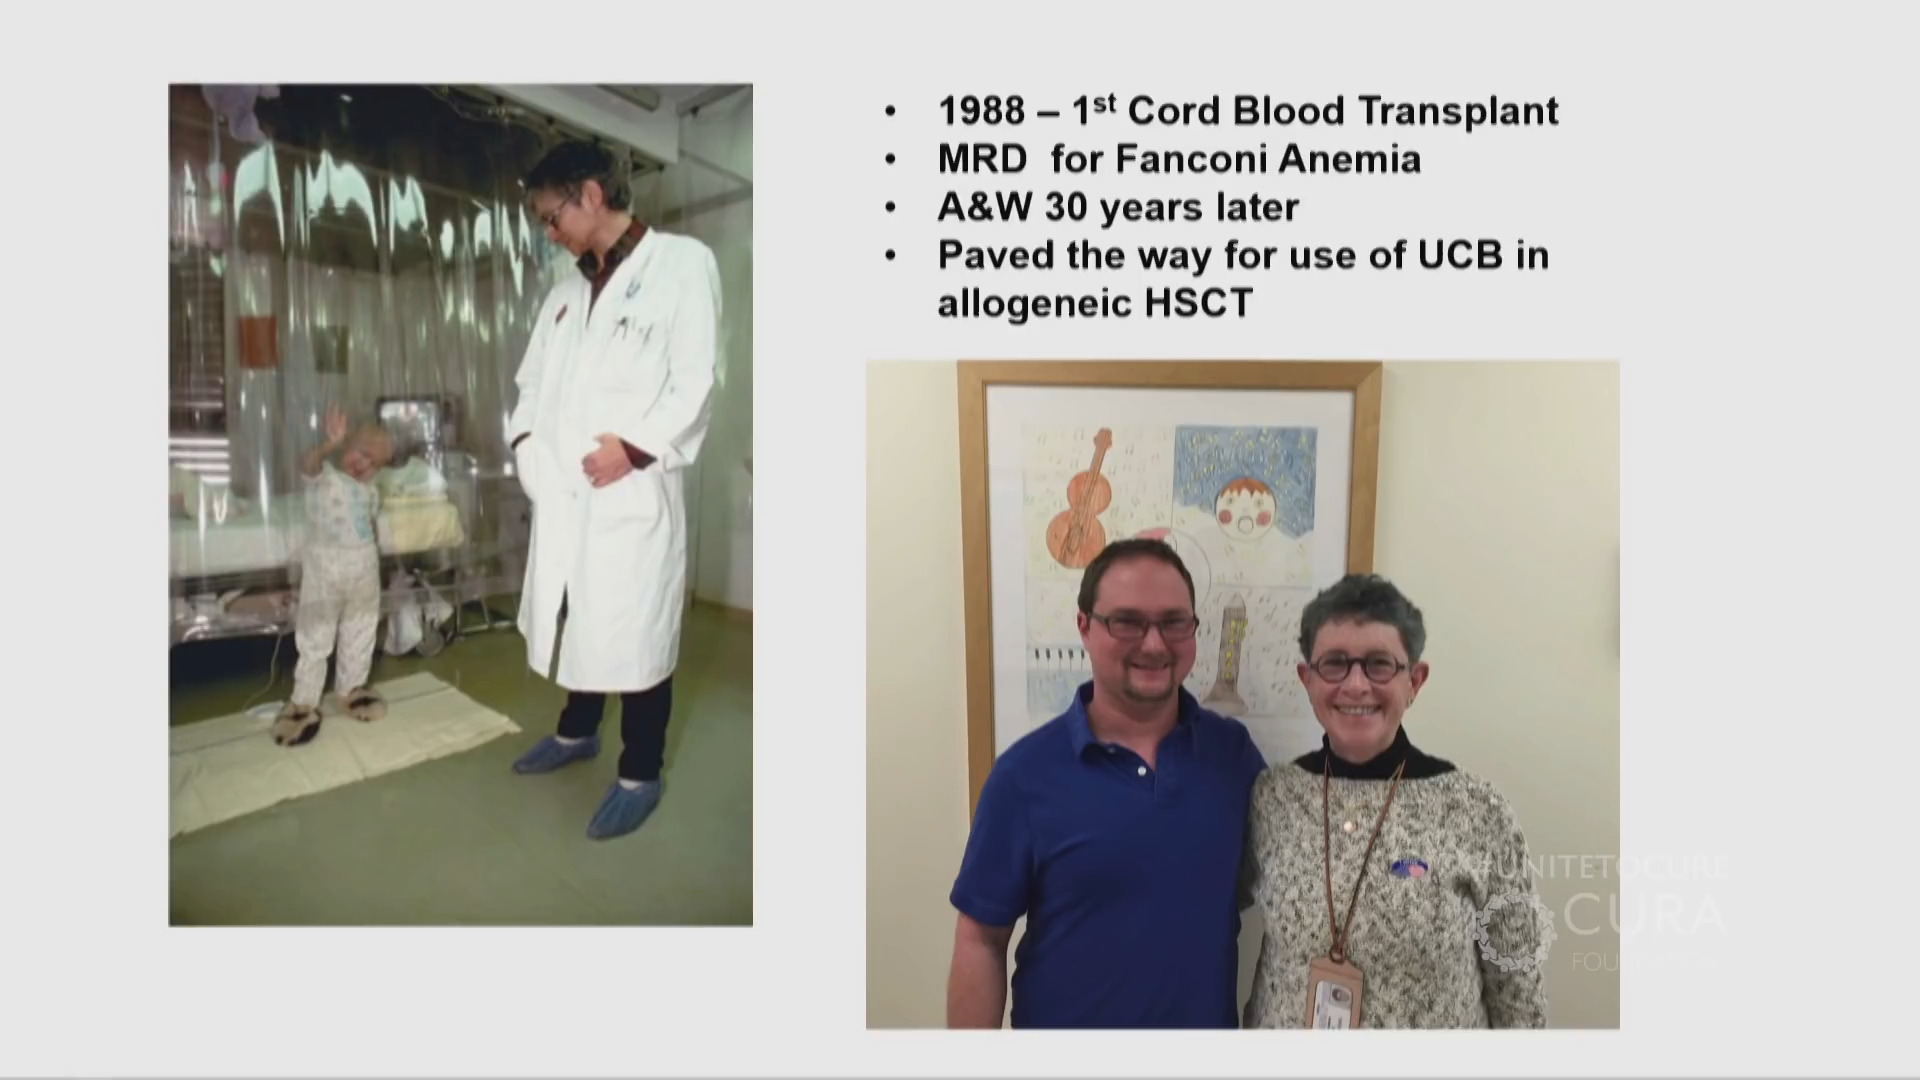 • 1988 – 1st Cord Blood Transplant
• MRD for Fanconi Anemia
• A&W 30 years later
• Paved the way for use of UCB in
allogeneic HSCT
#UNITETOCURE
CURA